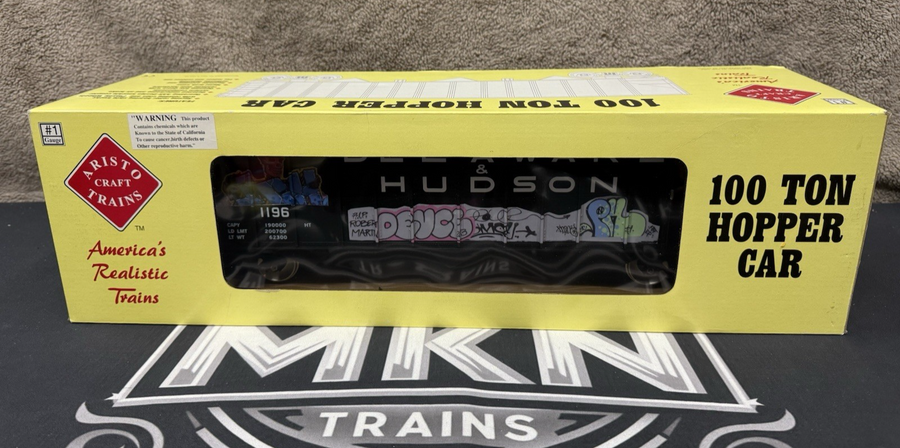 100 TON HOPPER CAR
#1
Gauge
"WARNING This product
Contains chemicals which are
Known to the State of California
To cause cancer,birth defects or
Other reproductive harm."
ARISTO
CRAFT
TRAINS
TM
America's
Realistic
Trains
DELAWARE
&
HUDSON
1196
CAPY 190000 HT
LD LMT 200700
LT WT 62300
100 TON
HOPPER
CAR
MKN
TRAINS